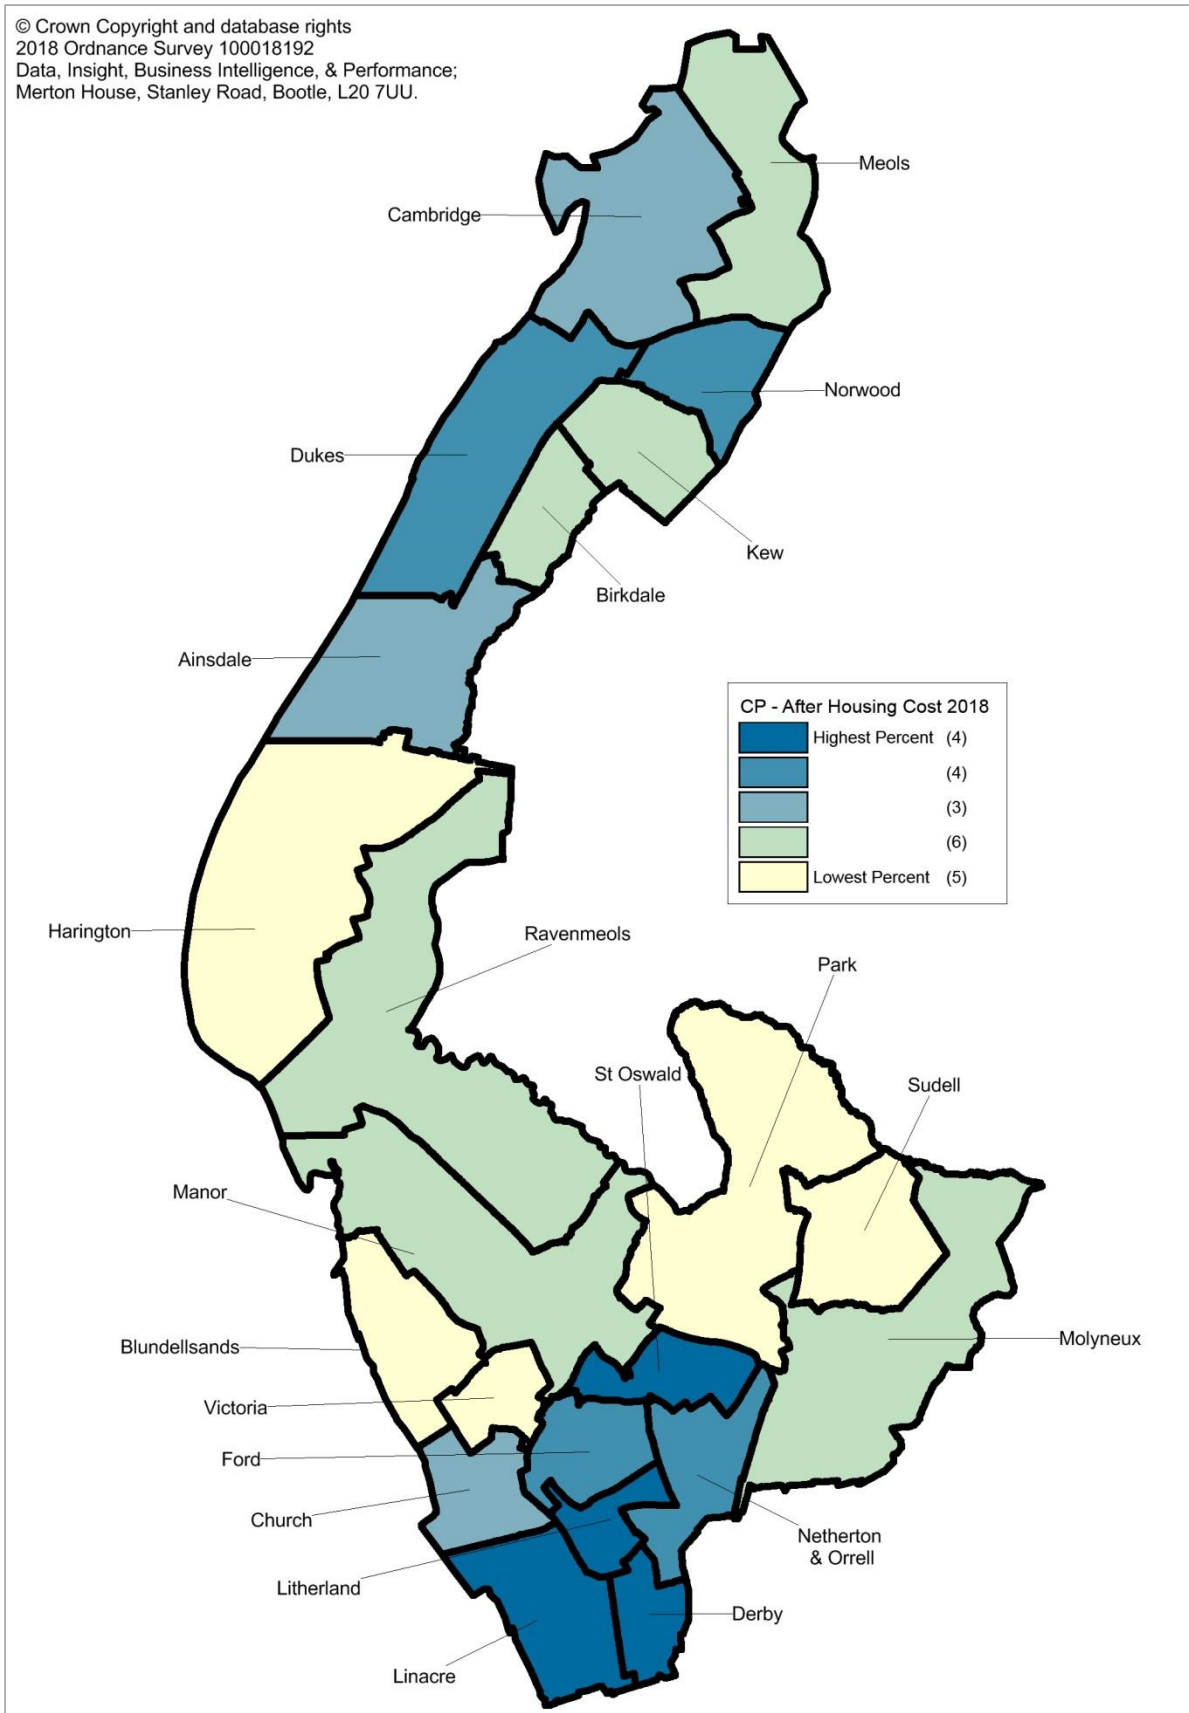 © Crown Copyright and database rights
2018 Ordnance Survey 100018192
Data, Insight, Business Intelligence, & Performance;
Merton House, Stanley Road, Bootle, L20 7UU.
Meols
Cambridge
Norwood
Dukes
Kew
Birkdale
Ainsdale
CP - After Housing Cost 2018
Highest Percent (4)
(4)
(3)
(6)
Lowest Percent (5)
Harington
Ravenmeols
Park
St Oswald
Sudell
Manor
Blundellsands
Molyneux
Victoria
Ford
Church
Netherton
& Orrell
Litherland
Derby
Linacre